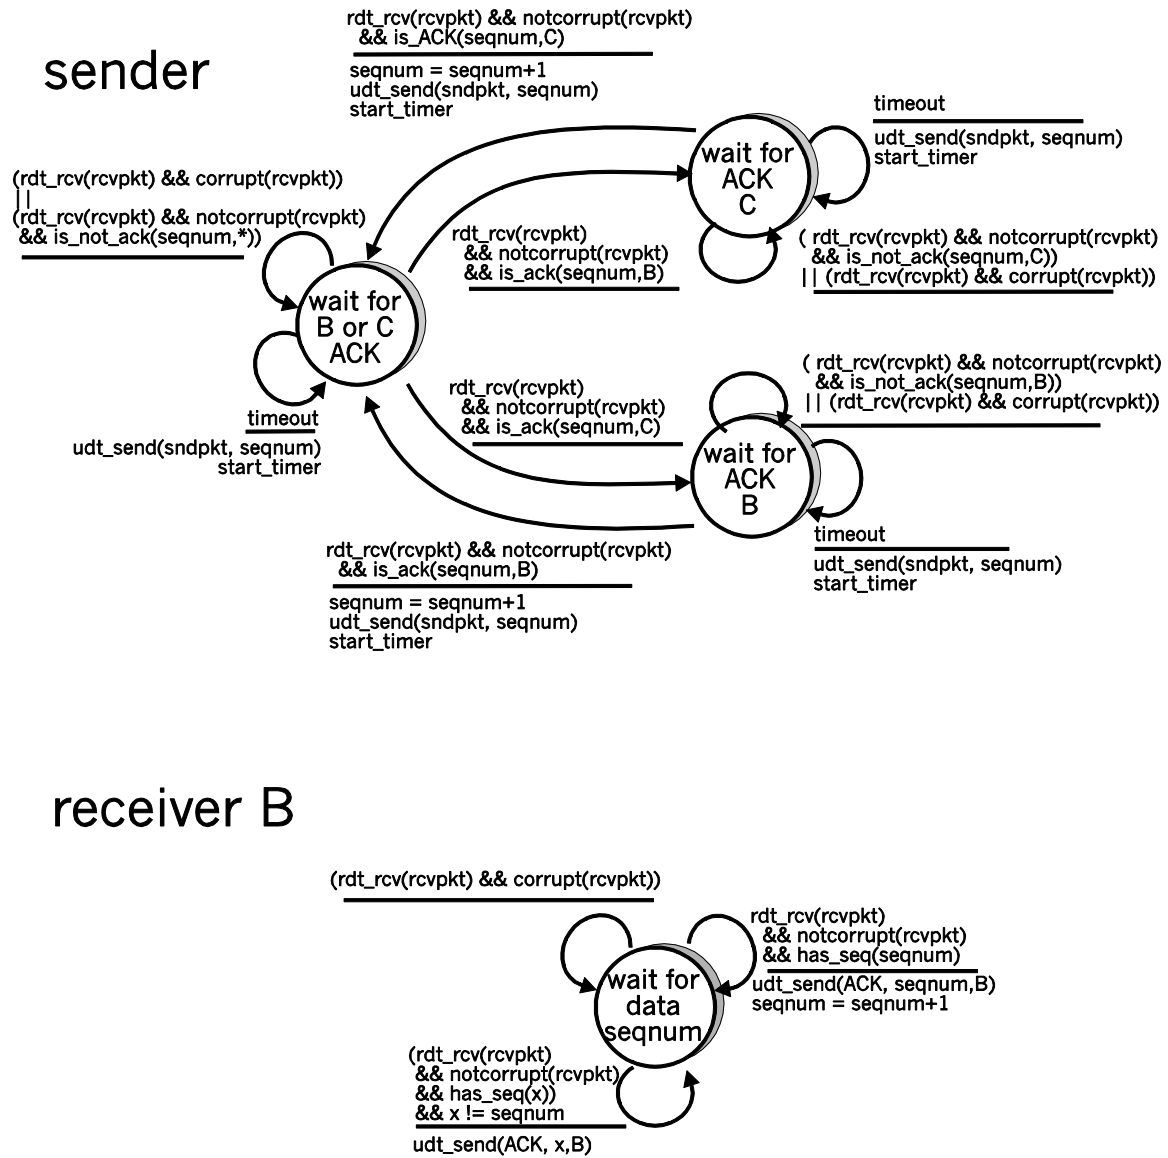 rdt_rcv(rcvpkt) && notcorrupt(rcvpkt)
&& is_ACK(seqnum,C)
seqnum = seqnum+1
udt_send(sndpkt, seqnum)
start_timer
sender
timeout
udt_send(sndpkt, seqnum)
start_timer
wait for
ACK
C
(rdt_rcv(rcvpkt) && corrupt(rcvpkt))
||
(rdt_rcv(rcvpkt) && notcorrupt(rcvpkt)
&& is_not_ack(seqnum,*))
rdt_rcv(rcvpkt)
&& notcorrupt(rcvpkt)
&& is_ack(seqnum,B)
( rdt_rcv(rcvpkt) && notcorrupt(rcvpkt)
&& is_not_ack(seqnum,C))
|| (rdt_rcv(rcvpkt) && corrupt(rcvpkt))
wait for
B or C
ACK
timeout
udt_send(sndpkt, seqnum)
start_timer
rdt_rcv(rcvpkt)
&& notcorrupt(rcvpkt)
&& is_ack(seqnum,C)
( rdt_rcv(rcvpkt) && notcorrupt(rcvpkt)
&& is_not_ack(seqnum,B))
|| (rdt_rcv(rcvpkt) && corrupt(rcvpkt))
wait for
ACK
B
timeout
udt_send(sndpkt, seqnum)
start_timer
rdt_rcv(rcvpkt) && notcorrupt(rcvpkt)
&& is_ack(seqnum,B)
seqnum = seqnum+1
udt_send(sndpkt, seqnum)
start_timer
receiver B
(rdt_rcv(rcvpkt) && corrupt(rcvpkt))
rdt_rcv(rcvpkt)
&& notcorrupt(rcvpkt)
&& has_seq(seqnum)
udt_send(ACK, seqnum,B)
seqnum = seqnum+1
wait for
data
seqnum
(rdt_rcv(rcvpkt)
&& notcorrupt(rcvpkt)
&& has_seq(x))
&& x != seqnum
udt_send(ACK, x,B)